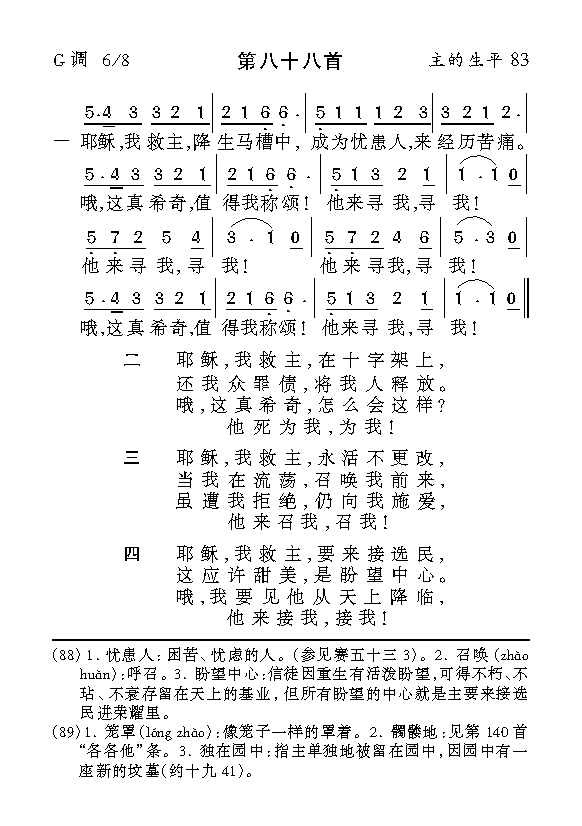 G 调 6/8 第八十八首 主的生平 83
5·4 3 3 2 1 | 2 1 6 6 · | 5 1 1 1 2 3 | 3 2 1 2 · |
一 耶稣,我 救主,降 生马槽中, 成为忧患人,来 经历苦痛。
5·4 3 3 2 1 | 2 1 6 6 · | 5 1 3 2 1 | 1 · 1 0 |
哦,这真 希奇,值 得我称颂! 他来寻 我,寻 我!
5 7 2 5 4 | 3 · 1 0 | 5 7 2 4 6 | 5 · 3 0 |
他 来 寻 我, 寻 我! 他 来 寻 我,寻 我!
5·4 3 3 2 1 | 2 1 6 6 · | 5 1 3 2 1 | 1 · 1 0 ‖
哦,这真 希奇,值 得我称颂! 他来寻 我,寻 我!
二 耶稣,我救主,在十字架上,
还我众罪债,将我人释放。
哦,这真希奇,怎么会这样?
他死为我,为我!
三 耶稣,我救主,永活不更改,
当我在流荡,召唤我前来,
虽遭我拒绝,仍向我施爱,
他来召我,召我!
四 耶稣,我救主,要来接选民,
这应许甜美,是盼望中心。
哦,我要见他从天上降临,
他来接我,接我!
(88) 1. 忧患人: 困苦、忧虑的人。(参见赛五十三 3)。2. 召唤 (zhào
huàn):呼召。3. 盼望中心:信徒因重生有活泼盼望,可得不朽、不
玷、不衰存留在天上的基业, 但所有盼望的中心就是主要来接选
民进荣耀里。
(89) 1. 笼罩(lóng zhào):像笼子一样的罩着。2. 髑髅地:见第 140 首
“各各他”条。3. 独在园中:指主单独地被留在园中,因园中有一
座新的坟墓(约十九 41)。